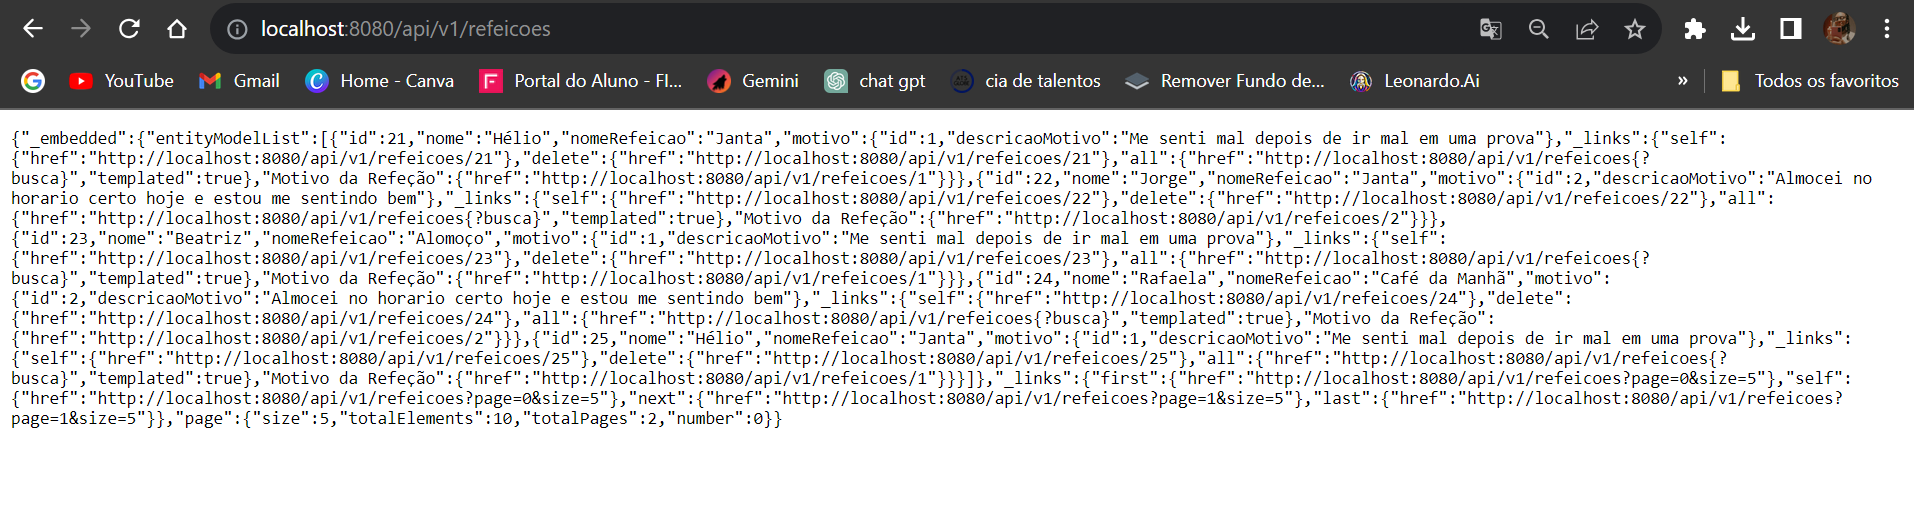 localhost:8080/api/v1/refeicoes
YouTube Gmail Home - Canva Portal do Aluno - FI... Gemini chat gpt cia de talentos Remover Fundo de... Leonardo.Ai » Todos os favoritos
{"_embedded":{"entityModelList":[{"id":21,"nome":"Hélio","nomeRefeicao":"Janta","motivo":{"id":1,"descricaoMotivo":"Me senti mal depois de ir mal em uma prova"},"_links":{"self":
{"href":"http://localhost:8080/api/v1/refeicoes/21"},"delete":{"href":"http://localhost:8080/api/v1/refeicoes/21"},"all":{"href":"http://localhost:8080/api/v1/refeicoes{?
busca}","templated":true},"Motivo da Refeção":{"href":"http://localhost:8080/api/v1/refeicoes/1"}}},{"id":22,"nome":"Jorge","nomeRefeicao":"Janta","motivo":{"id":2,"descricaoMotivo":"Almocei no
horario certo hoje e estou me sentindo bem"},"_links":{"self":{"href":"http://localhost:8080/api/v1/refeicoes/22"},"delete":{"href":"http://localhost:8080/api/v1/refeicoes/22"},"all":
{"href":"http://localhost:8080/api/v1/refeicoes{?busca}","templated":true},"Motivo da Refeção":{"href":"http://localhost:8080/api/v1/refeicoes/2"}}},
{"id":23,"nome":"Beatriz","nomeRefeicao":"Alomoço","motivo":{"id":1,"descricaoMotivo":"Me senti mal depois de ir mal em uma prova"},"_links":{"self":
{"href":"http://localhost:8080/api/v1/refeicoes/23"},"delete":{"href":"http://localhost:8080/api/v1/refeicoes/23"},"all":{"href":"http://localhost:8080/api/v1/refeicoes{?
busca}","templated":true},"Motivo da Refeção":{"href":"http://localhost:8080/api/v1/refeicoes/1"}}},{"id":24,"nome":"Rafaela","nomeRefeicao":"Café da Manhã","motivo":
{"id":2,"descricaoMotivo":"Almocei no horario certo hoje e estou me sentindo bem"},"_links":{"self":{"href":"http://localhost:8080/api/v1/refeicoes/24"},"delete":
{"href":"http://localhost:8080/api/v1/refeicoes/24"},"all":{"href":"http://localhost:8080/api/v1/refeicoes{?busca}","templated":true},"Motivo da Refeção":
{"href":"http://localhost:8080/api/v1/refeicoes/2"}}},{"id":25,"nome":"Hélio","nomeRefeicao":"Janta","motivo":{"id":1,"descricaoMotivo":"Me senti mal depois de ir mal em uma prova"},"_links":
{"self":{"href":"http://localhost:8080/api/v1/refeicoes/25"},"delete":{"href":"http://localhost:8080/api/v1/refeicoes/25"},"all":{"href":"http://localhost:8080/api/v1/refeicoes{?
busca}","templated":true},"Motivo da Refeção":{"href":"http://localhost:8080/api/v1/refeicoes/1"}}}]},"_links":{"first":{"href":"http://localhost:8080/api/v1/refeicoes?page=0&size=5"},"self":
{"href":"http://localhost:8080/api/v1/refeicoes?page=0&size=5"},"next":{"href":"http://localhost:8080/api/v1/refeicoes?page=1&size=5"},"last":{"href":"http://localhost:8080/api/v1/refeicoes?
page=1&size=5"}},"page":{"size":5,"totalElements":10,"totalPages":2,"number":0}}